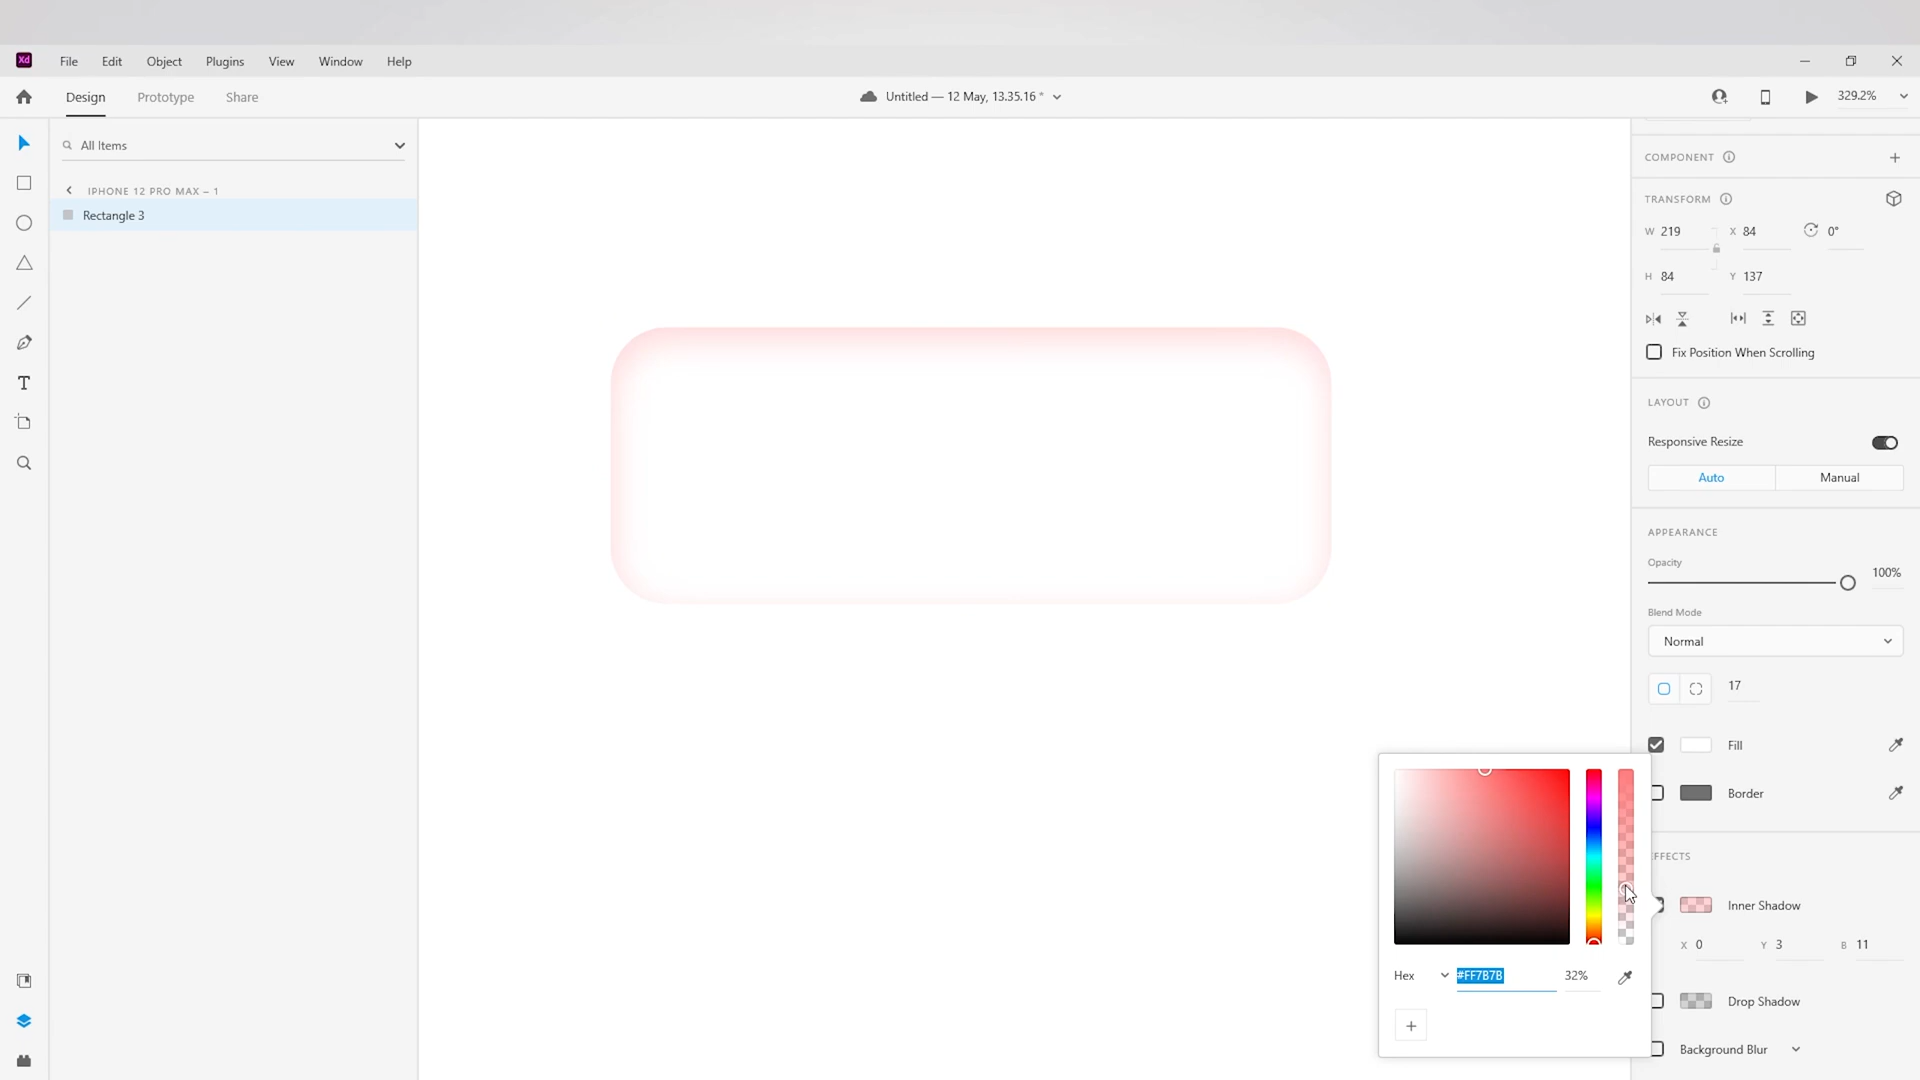 Xd File Edit Object Plugins View Window Help
Design Prototype Share
Untitled — 12 May, 13.35.16 *
329.2%
All Items
IPHONE 12 PRO MAX – 1
Rectangle 3
COMPONENT
TRANSFORM
W 219 X 84 0°
H 84 Y 137
Fix Position When Scrolling
LAYOUT
Responsive Resize
Auto Manual
APPEARANCE
Opacity
100%
Blend Mode
Normal
17
Fill
Border
FFECTS
Inner Shadow
X 0 Y 3 B 11
Hex #FF7B7B 32%
+
Drop Shadow
Background Blur